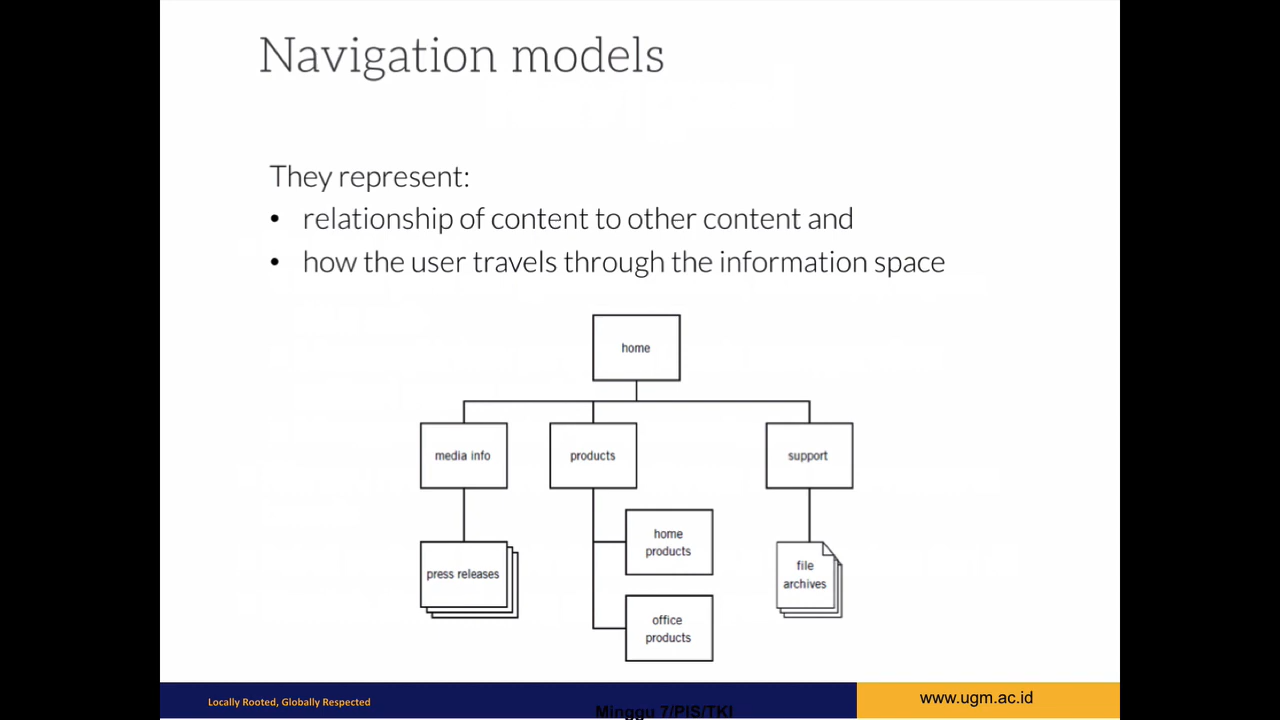 Navigation models
They represent:
• relationship of content to other content and
• how the user travels through the information space
home
media info
products
support
press releases
home
products
office
products
file
archives
Locally Rooted, Globally Respected
Minggu 7/PIS/TKI
www.ugm.ac.id